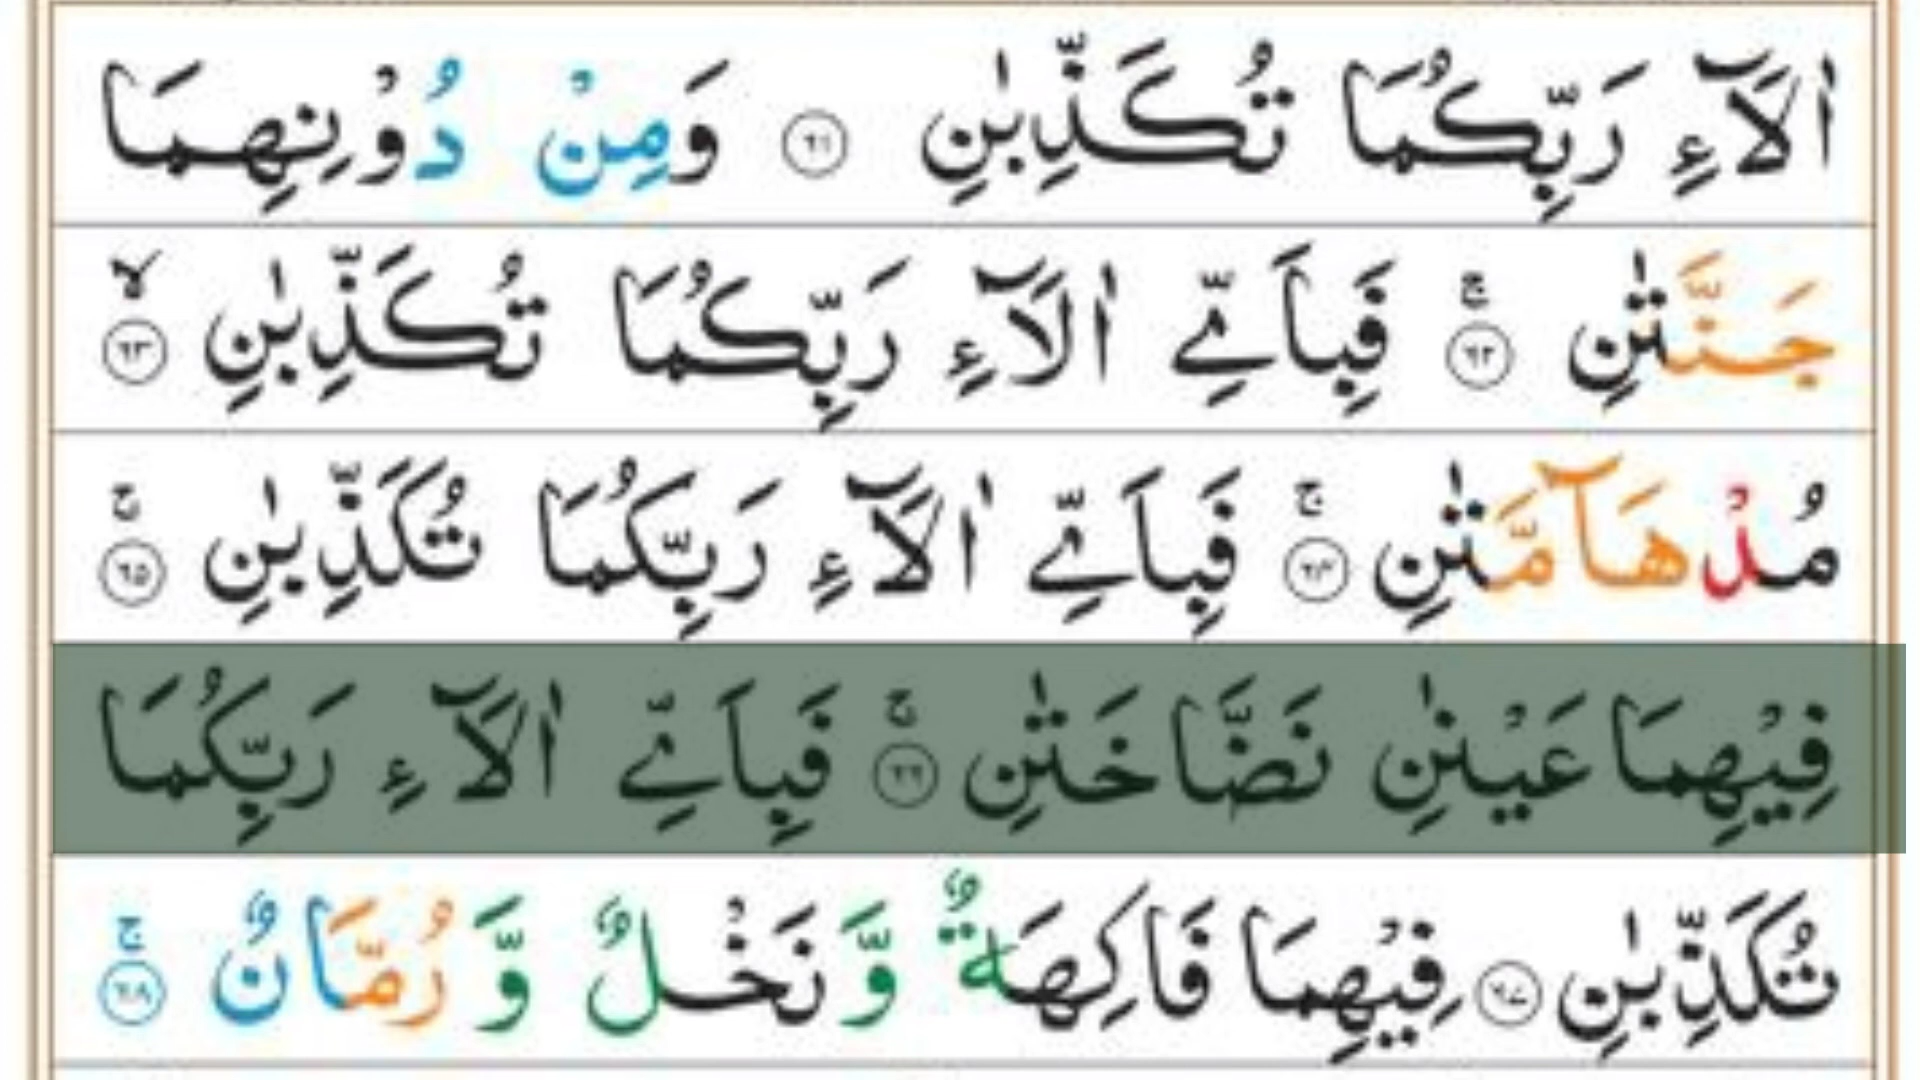 اٰلَآءِ رَبِّكُمَا تُكَذِّبٰنِ ﴿٦١﴾ وَمِنْ دُوْنِهِمَا
جَنَّتٰنِ ۚ﴿٦٢﴾ فَبِاَىِّ اٰلَآءِ رَبِّكُمَا تُكَذِّبٰنِ ۙ﴿٦٣﴾
مُدْهَآمَّتٰنِ ۚ﴿٦٤﴾ فَبِاَىِّ اٰلَآءِ رَبِّكُمَا تُكَذِّبٰنِ ۚ﴿٦٥﴾
فِيْهِمَا عَيْنٰنِ نَضَّاخَتٰنِ ۚ﴿٦٦﴾ فَبِاَىِّ اٰلَآءِ رَبِّكُمَا
تُكَذِّبٰنِ ﴿٦٧﴾ فِيْهِمَا فَاكِهَةٌ وَّنَخْلٌ وَّرُمَّانٌ ۚ﴿٦٨﴾